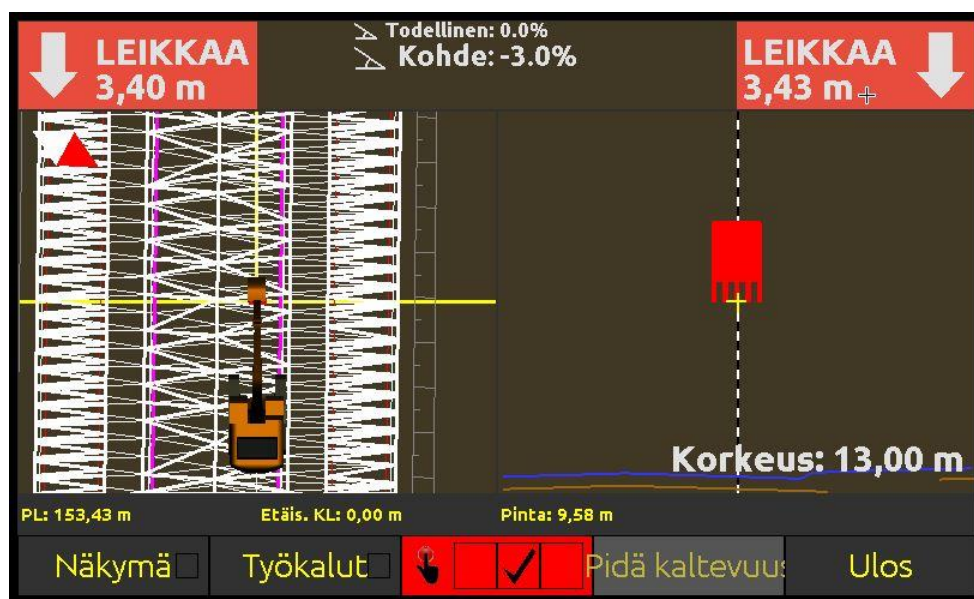 LEIKKAA
3,40 m
Todellinen: 0.0%
Kohde: -3.0%
LEIKKAA
3,43 m
Korkeus: 13,00 m
PL: 153,43 m
Etäis. KL: 0,00 m
Pinta: 9,58 m
Näkymä
Työkalut
Pidä kaltevuus
Ulos